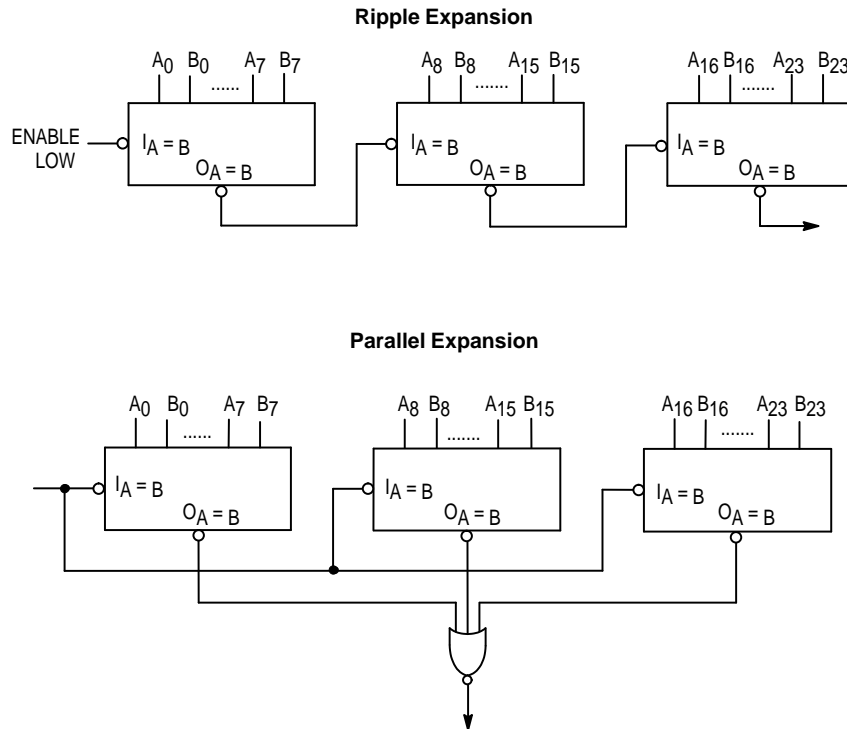 Ripple Expansion
A0 B0 ...... A7 B7
A8 B8 ....... A15 B15
A16 B16 ........ A23 B23
ENABLE
LOW
IA = B
OA = B
IA = B
OA = B
IA = B
OA = B
Parallel Expansion
A0 B0 ...... A7 B7
A8 B8 ....... A15 B15
A16 B16 ........ A23 B23
IA = B
OA = B
IA = B
OA = B
IA = B
OA = B